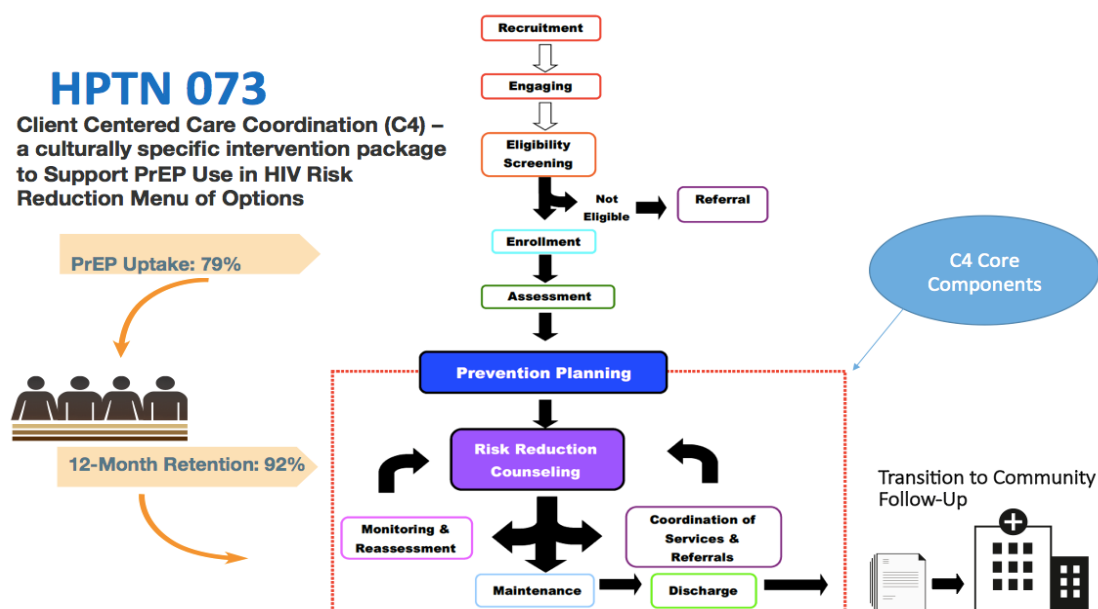 HPTN 073
Client Centered Care Coordination (C4) –
a culturally specific intervention package
to Support PrEP Use in HIV Risk
Reduction Menu of Options
PrEP Uptake: 79%
12-Month Retention: 92%
Recruitment
Engaging
Eligibility
Screening
Not
Eligible
Referral
Enrollment
Assessment
C4 Core
Components
Prevention Planning
Risk Reduction
Counseling
Monitoring &
Reassessment
Coordination of
Services &
Referrals
Maintenance
Discharge
Transition to Community
Follow-Up